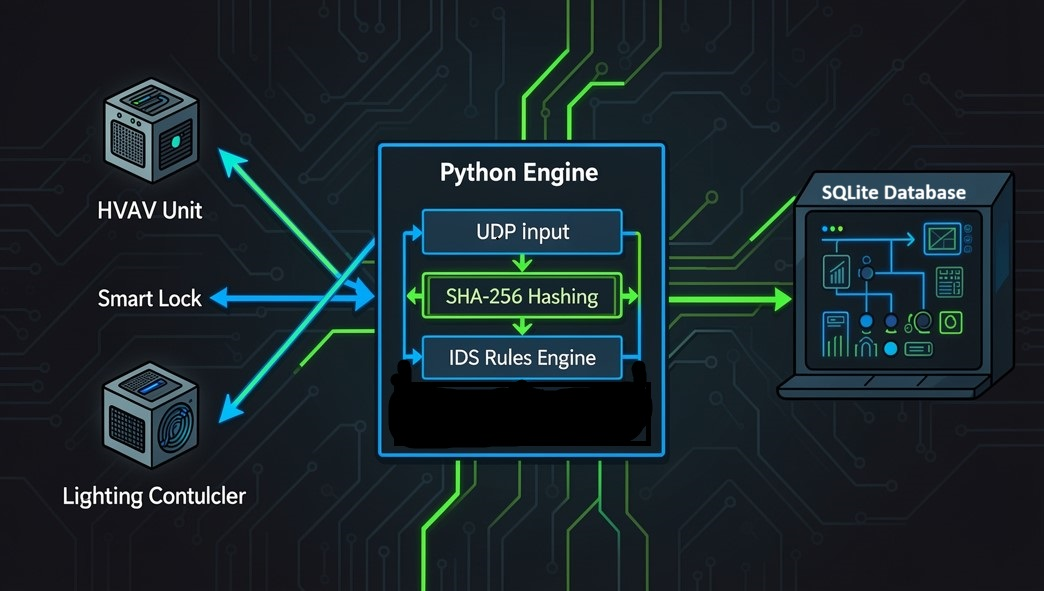 HVAV Unit
Smart Lock
Lighting Contulcler
Python Engine
UDP input
SHA-256 Hashing
IDS Rules Engine
SQLite Database